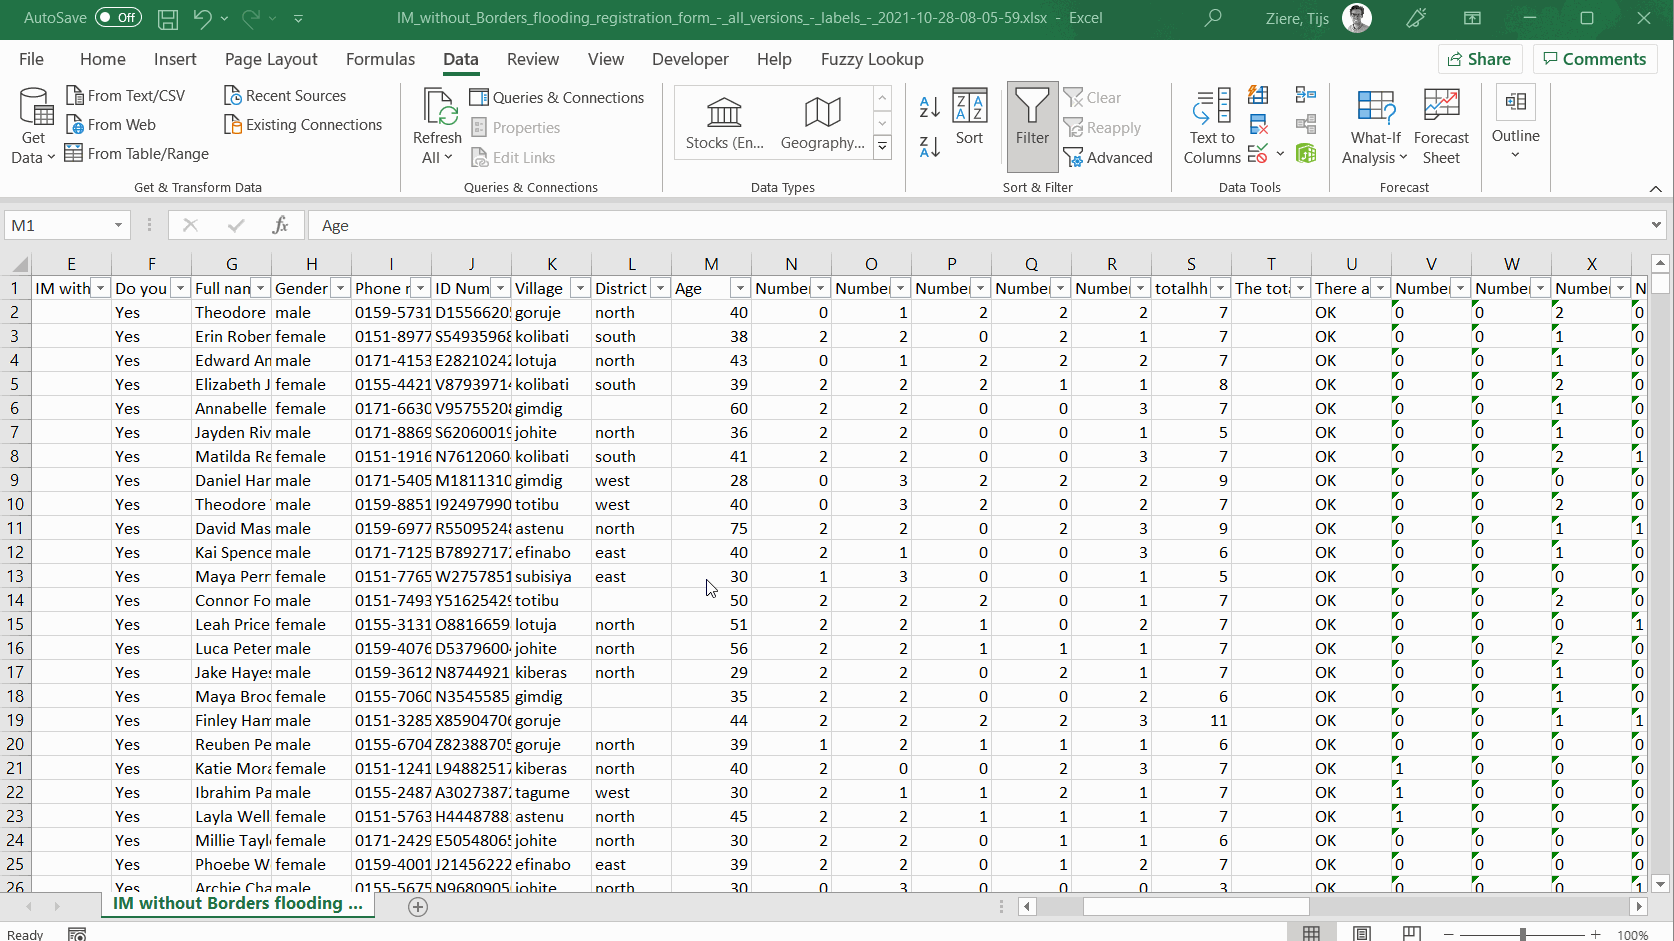 AutoSave Off IM_without_Borders_flooding_registration_form_-_all_versions_-_labels_-_2021-10-28-08-05-59.xlsx - Excel Ziere, Tijs
File Home Insert Page Layout Formulas Data Review View Developer Help Fuzzy Lookup Share Comments
Get Data
From Text/CSV
From Web
From Table/Range
Recent Sources
Existing Connections
Get & Transform Data
Refresh All
Queries & Connections
Properties
Edit Links
Queries & Connections
Stocks (En... Geography...
Data Types
Sort
Filter
Clear
Reapply
Advanced
Sort & Filter
Text to Columns
Data Tools
What-If Analysis
Forecast Sheet
Forecast
Outline
M1 fx Age
E F G H I J K L M N O P Q R S T U V W X
1 IM with Do you Full nan Gender Phone r ID Num Village District Age Number Number Number Number Number totalhh The tota There a Number Number Number N
2 Yes Theodore male 0159-5731 D1556620 goruje north 40 0 1 2 2 2 7 OK 0 0 2 0
3 Yes Erin Rober female 0151-8977 S54935968 kolibati south 38 2 2 0 2 1 7 OK 0 0 1 0
4 Yes Edward An male 0171-4153 E28210242 lotuja north 43 0 1 2 2 2 7 OK 0 0 1 0
5 Yes Elizabeth J female 0155-4421 V87939714 kolibati south 39 2 2 2 1 1 8 OK 0 0 2 0
6 Yes Annabelle female 0171-6630 V95755208 gimdig 60 2 2 0 0 3 7 OK 0 0 1 0
7 Yes Jayden Riv male 0171-8869 S62060019 johite north 36 2 2 0 0 1 5 OK 0 0 1 0
8 Yes Matilda Re female 0151-1916 N7612060 kolibati south 41 2 2 0 0 3 7 OK 0 0 2 1
9 Yes Daniel Har male 0171-5405 M1811310 gimdig west 28 0 3 2 2 2 9 OK 0 0 0 0
10 Yes Theodore male 0159-8851 I92497990 totibu west 40 0 3 2 0 2 7 OK 0 0 2 0
11 Yes David Mas male 0159-6977 R55095248 astenu north 75 2 2 0 2 3 9 OK 0 0 1 1
12 Yes Kai Spence male 0171-7125 B78927172 efinabo east 40 2 1 0 0 3 6 OK 0 0 1 0
13 Yes Maya Perr female 0151-7765 W2757851 subisiya east 30 1 3 0 0 1 5 OK 0 0 0 0
14 Yes Connor Fo male 0151-7493 Y51625429 totibu 50 2 2 2 0 1 7 OK 0 0 2 0
15 Yes Leah Price female 0155-3131 O8816659 lotuja north 51 2 2 1 0 2 7 OK 0 0 0 1
16 Yes Luca Peter male 0159-4076 D5379600 johite north 56 2 2 1 1 1 7 OK 0 0 2 0
17 Yes Jake Hayes male 0159-3612 N8744921 kiberas north 29 2 2 0 2 1 7 OK 0 0 1 0
18 Yes Maya Broc female 0155-7060 N3545585 gimdig 35 2 2 0 0 2 6 OK 0 0 1 0
19 Yes Finley Ham male 0151-3285 X85904706 goruje 44 2 2 2 2 3 11 OK 0 0 1 1
20 Yes Reuben Pe male 0155-6704 Z82388705 goruje north 39 1 2 1 1 1 6 OK 0 0 0 0
21 Yes Katie Mora female 0151-1241 L94882517 kiberas north 40 2 0 0 2 3 7 OK 1 0 0 0
22 Yes Ibrahim Pa male 0155-2487 A30273872 tagume west 30 2 1 1 2 1 7 OK 1 0 0 0
23 Yes Layla Well female 0151-5763 H4448788 astenu north 45 2 2 1 1 1 7 OK 1 0 0 0
24 Yes Millie Tayl female 0171-2429 E50548065 johite north 30 2 2 0 1 1 6 OK 0 0 0 0
25 Yes Phoebe W female 0159-4001 J21456222 efinabo east 39 2 2 0 1 2 7 OK 0 0 0 0
26 Yes Archie Cha male 0155-5675 N9680905 johite north 30 0 3 0 0 0 3 OK 0 0 0 1
IM without Borders flooding ...
Ready 100%